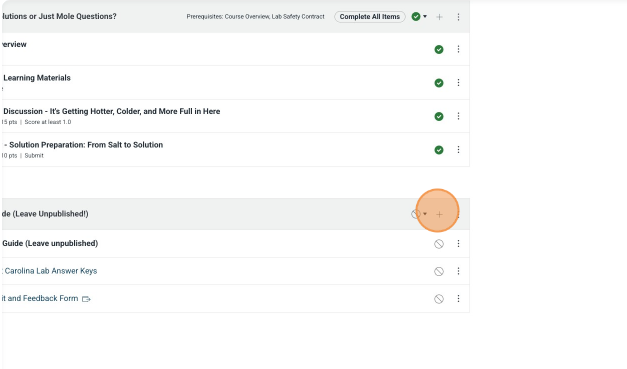 lutions or Just Mole Questions?
Prerequisites: Course Overview, Lab Safety Contract
Complete All Items
erview
Learning Materials
Discussion - It's Getting Hotter, Colder, and More Full in Here
15 pts | Score at least 1.0
- Solution Preparation: From Salt to Solution
10 pts | Submit
de (Leave Unpublished!)
Guide (Leave unpublished)
: Carolina Lab Answer Keys
it and Feedback Form